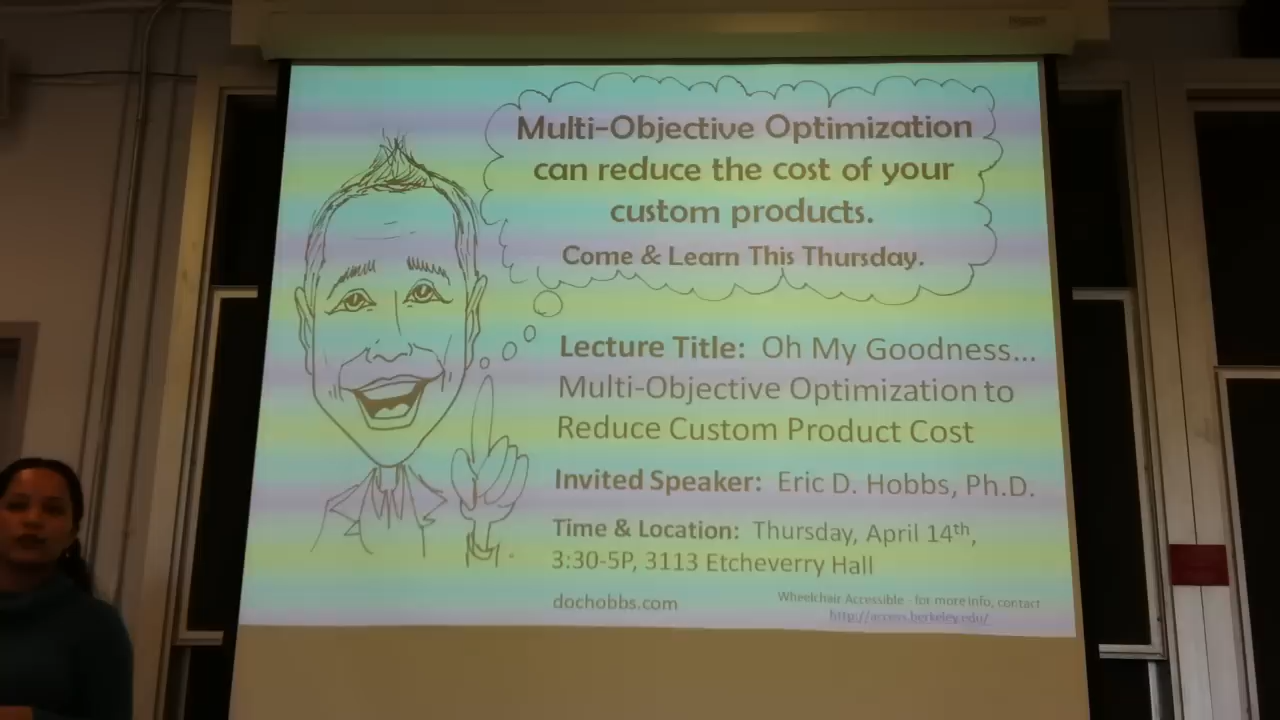 Multi-Objective Optimization
can reduce the cost of your
custom products.
Come & Learn This Thursday.
Lecture Title: Oh My Goodness...
Multi-Objective Optimization to
Reduce Custom Product Cost
Invited Speaker: Eric D. Hobbs, Ph.D.
Time & Location: Thursday, April 14th,
3:30-5P, 3113 Etcheverry Hall
dochobbs.com
Wheelchair Accessible - for more info, contact
http://access.berkeley.edu/